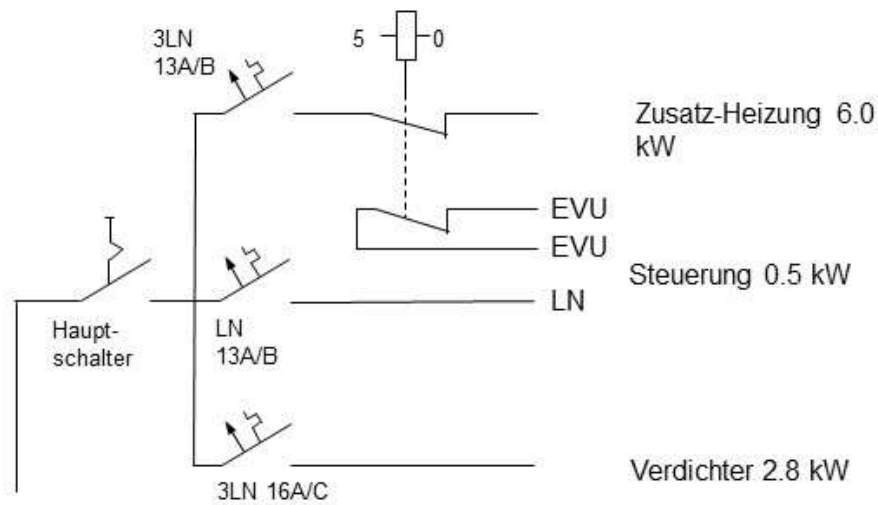 3LN
13A/B
5 0
Zusatz-Heizung 6.0
kW
EVU
EVU
Steuerung 0.5 kW
LN
Haupt-
schalter
LN
13A/B
3LN 16A/C
Verdichter 2.8 kW